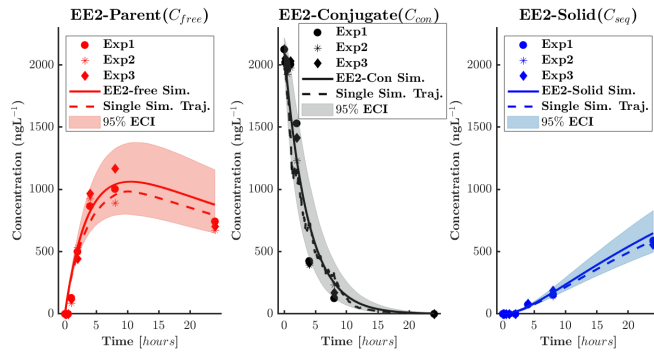 EE2-Parent(C_free)
Exp1
Exp2
Exp3
EE2-free Sim.
Single Sim. Traj.
95% ECI
Concentration (ngL⁻¹)
2000
1500
1000
500
0
0 5 10 15 20
Time [hours]
EE2-Conjugate(C_con)
Exp1
Exp2
Exp3
EE2-Con Sim.
Single Sim. Traj.
95% ECI
Concentration (ngL⁻¹)
2000
1500
1000
500
0
0 5 10 15 20
Time [hours]
EE2-Solid(C_seq)
Exp1
Exp2
Exp3
EE2-Solid Sim.
Single Sim. Traj.
95% ECI
Concentration (ngL⁻¹)
2000
1500
1000
500
0
0 5 10 15 20
Time [hours]